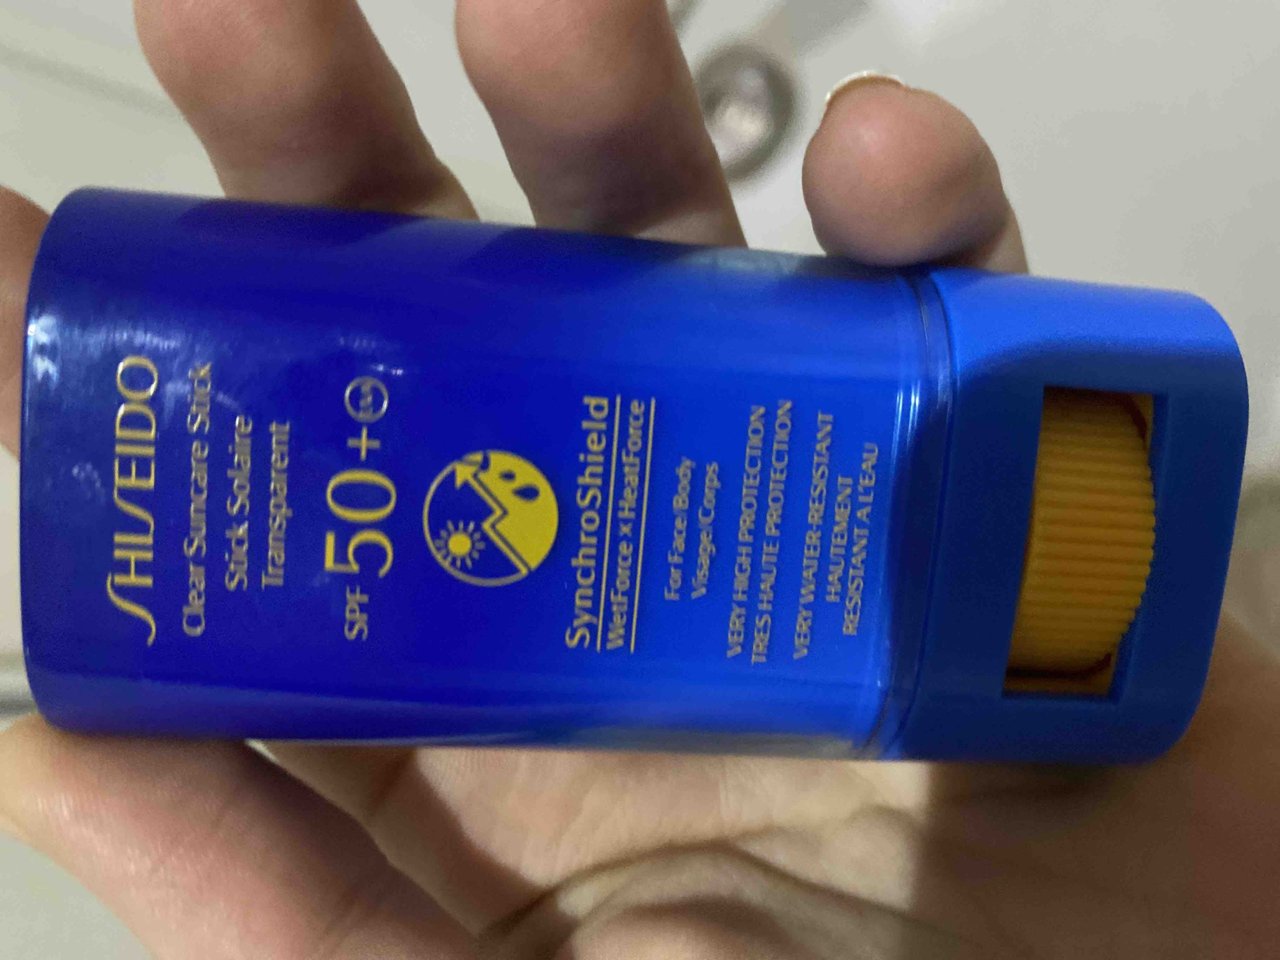 SHISEIDO
Clear Suncare Stick
Stick Solaire
Transparent
SPF 50+ UVA
SynchroShield
WetForce x HeatForce
For Face/Body
Visage/Corps
VERY HIGH PROTECTION
TRES HAUTE PROTECTION
VERY WATER-RESISTANT
HAUTEMENT
RESISTANT A L'EAU